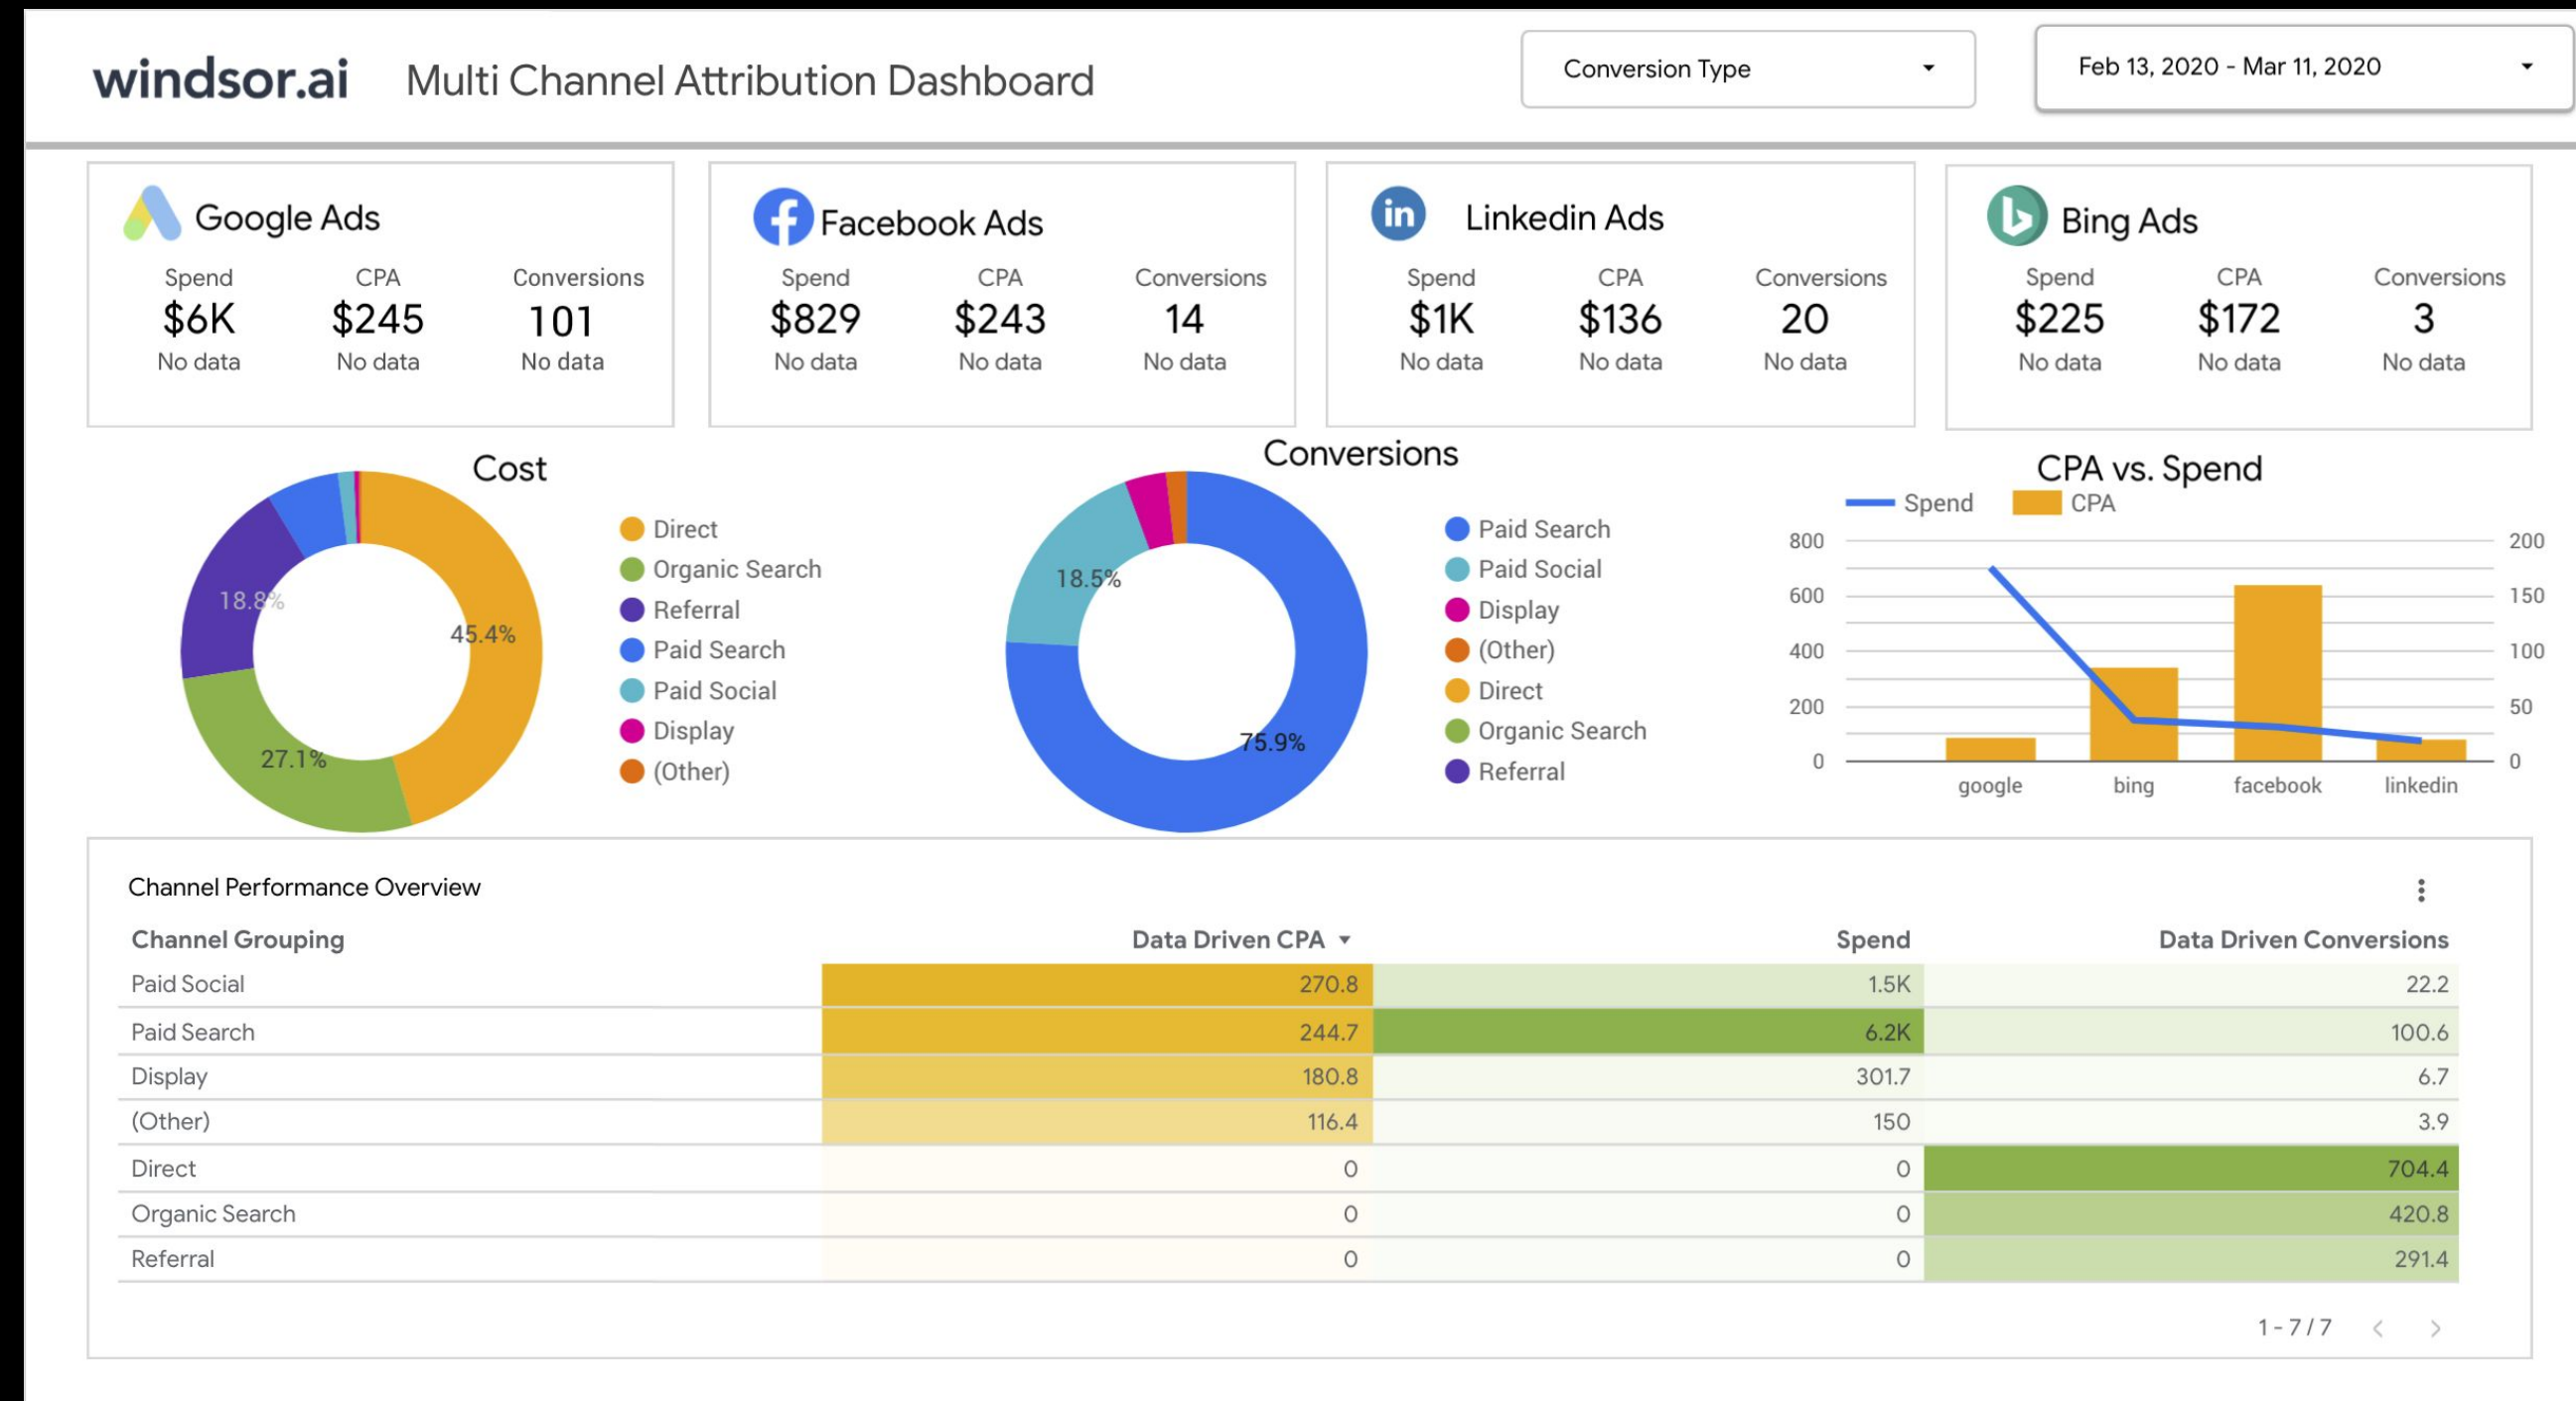 windsor.ai Multi Channel Attribution Dashboard
Conversion Type
Feb 13, 2020 - Mar 11, 2020
Google Ads
Spend CPA Conversions
$6K $245 101
No data No data No data
Facebook Ads
Spend CPA Conversions
$829 $243 14
No data No data No data
in Linkedin Ads
Spend CPA Conversions
$1K $136 20
No data No data No data
Bing Ads
Spend CPA Conversions
$225 $172 3
No data No data No data
Cost
18.8%
45.4%
27.1%
Direct
Organic Search
Referral
Paid Search
Paid Social
Display
(Other)
Conversions
18.5%
75.9%
Paid Search
Paid Social
Display
(Other)
Direct
Organic Search
Referral
CPA vs. Spend
Spend CPA
800 200
600 150
400 100
200 50
0 0
google bing facebook linkedin
Channel Performance Overview
Channel Grouping Data Driven CPA Spend Data Driven Conversions
Paid Social 270.8 1.5K 22.2
Paid Search 244.7 6.2K 100.6
Display 180.8 301.7 6.7
(Other) 116.4 150 3.9
Direct 0 0 704.4
Organic Search 0 0 420.8
Referral 0 0 291.4
1 - 7 / 7